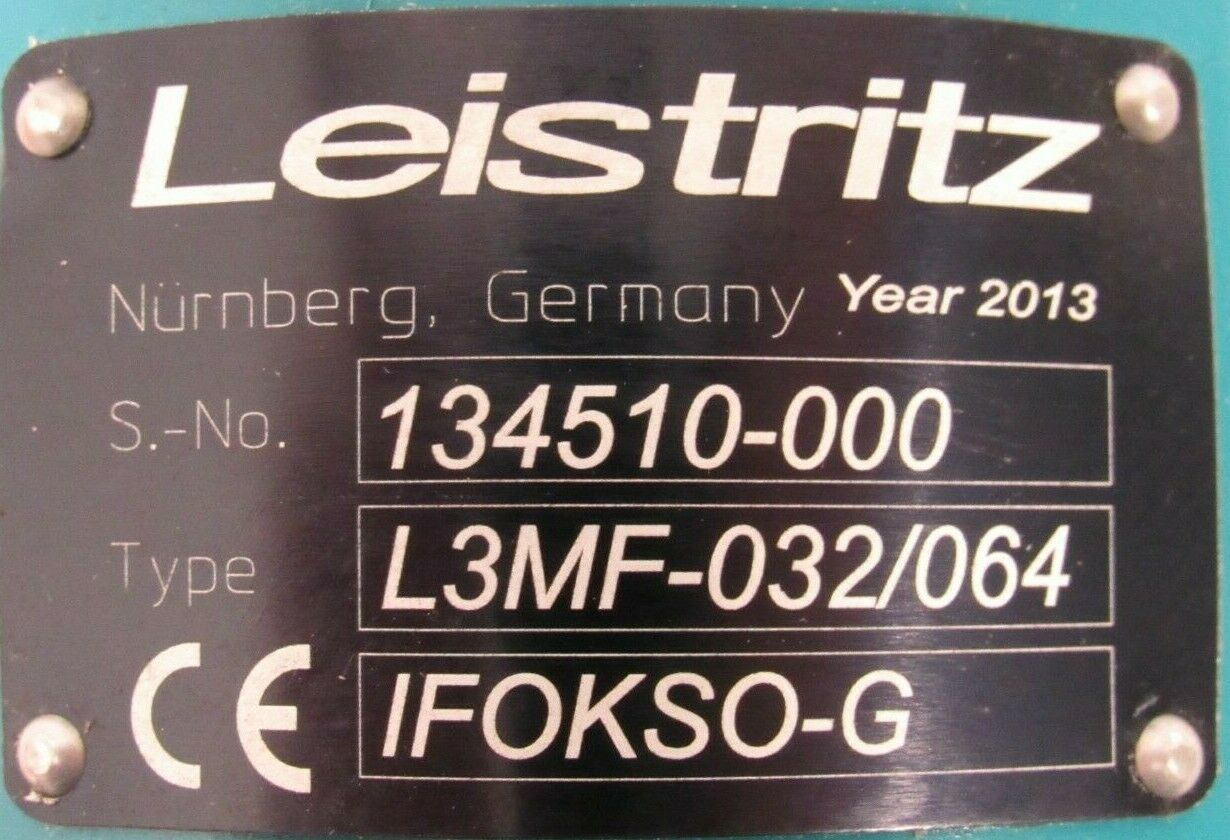 Leistritz
Nürnberg, Germany Year 2013
S.-No. 134510-000
Type L3MF-032/064
CE IFOKSO-G